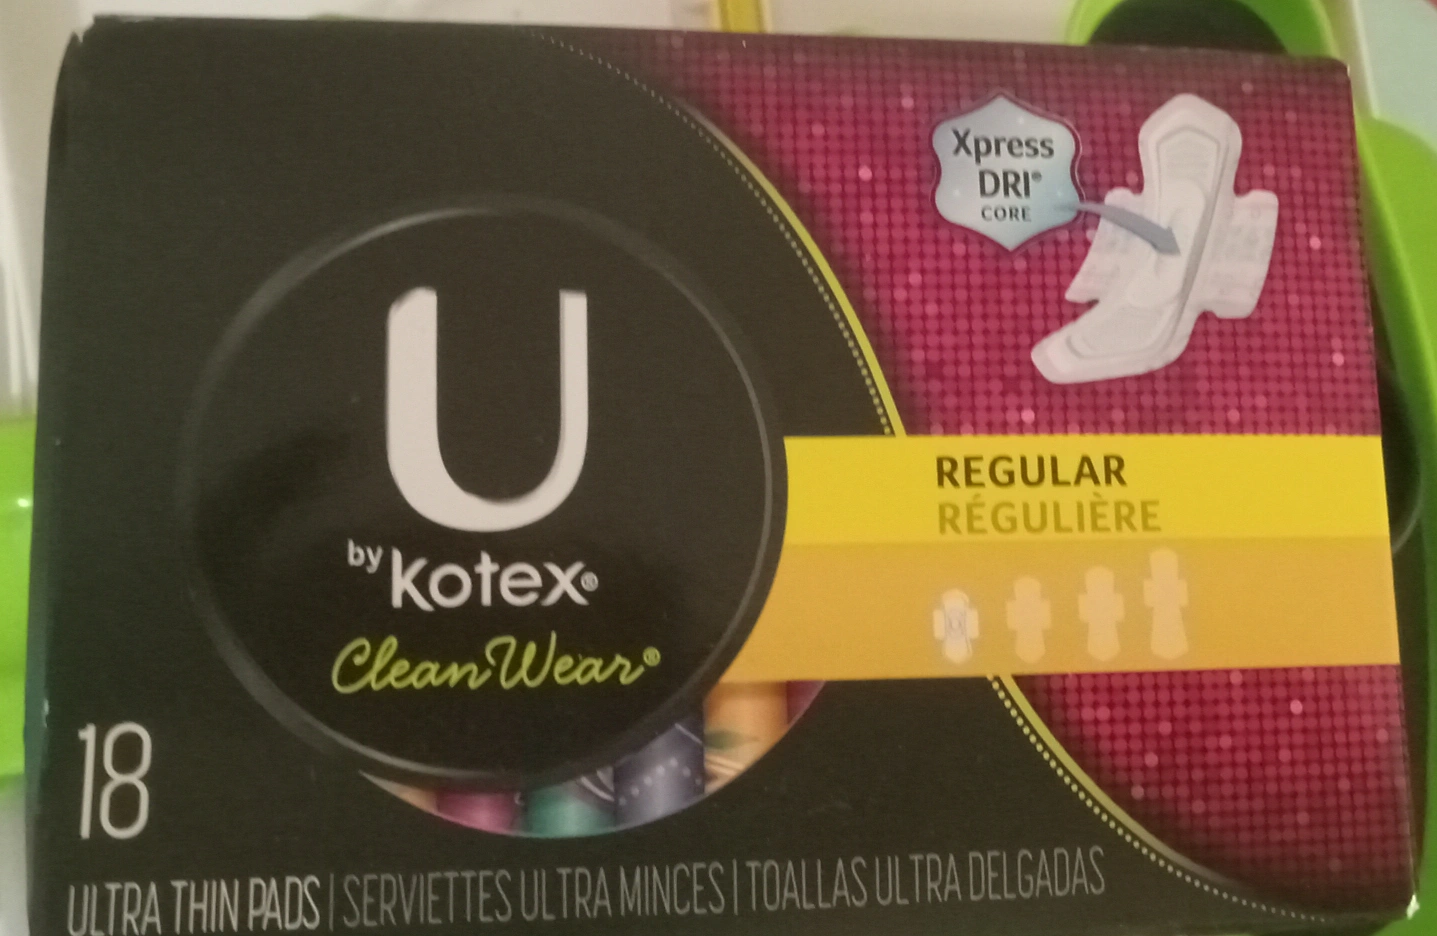 Xpress
DRI®
CORE
U
by kotex®
CleanWear®
REGULAR
RÉGULIÈRE
18
ULTRA THIN PADS | SERVIETTES ULTRA MINCES | TOALLAS ULTRA DELGADAS